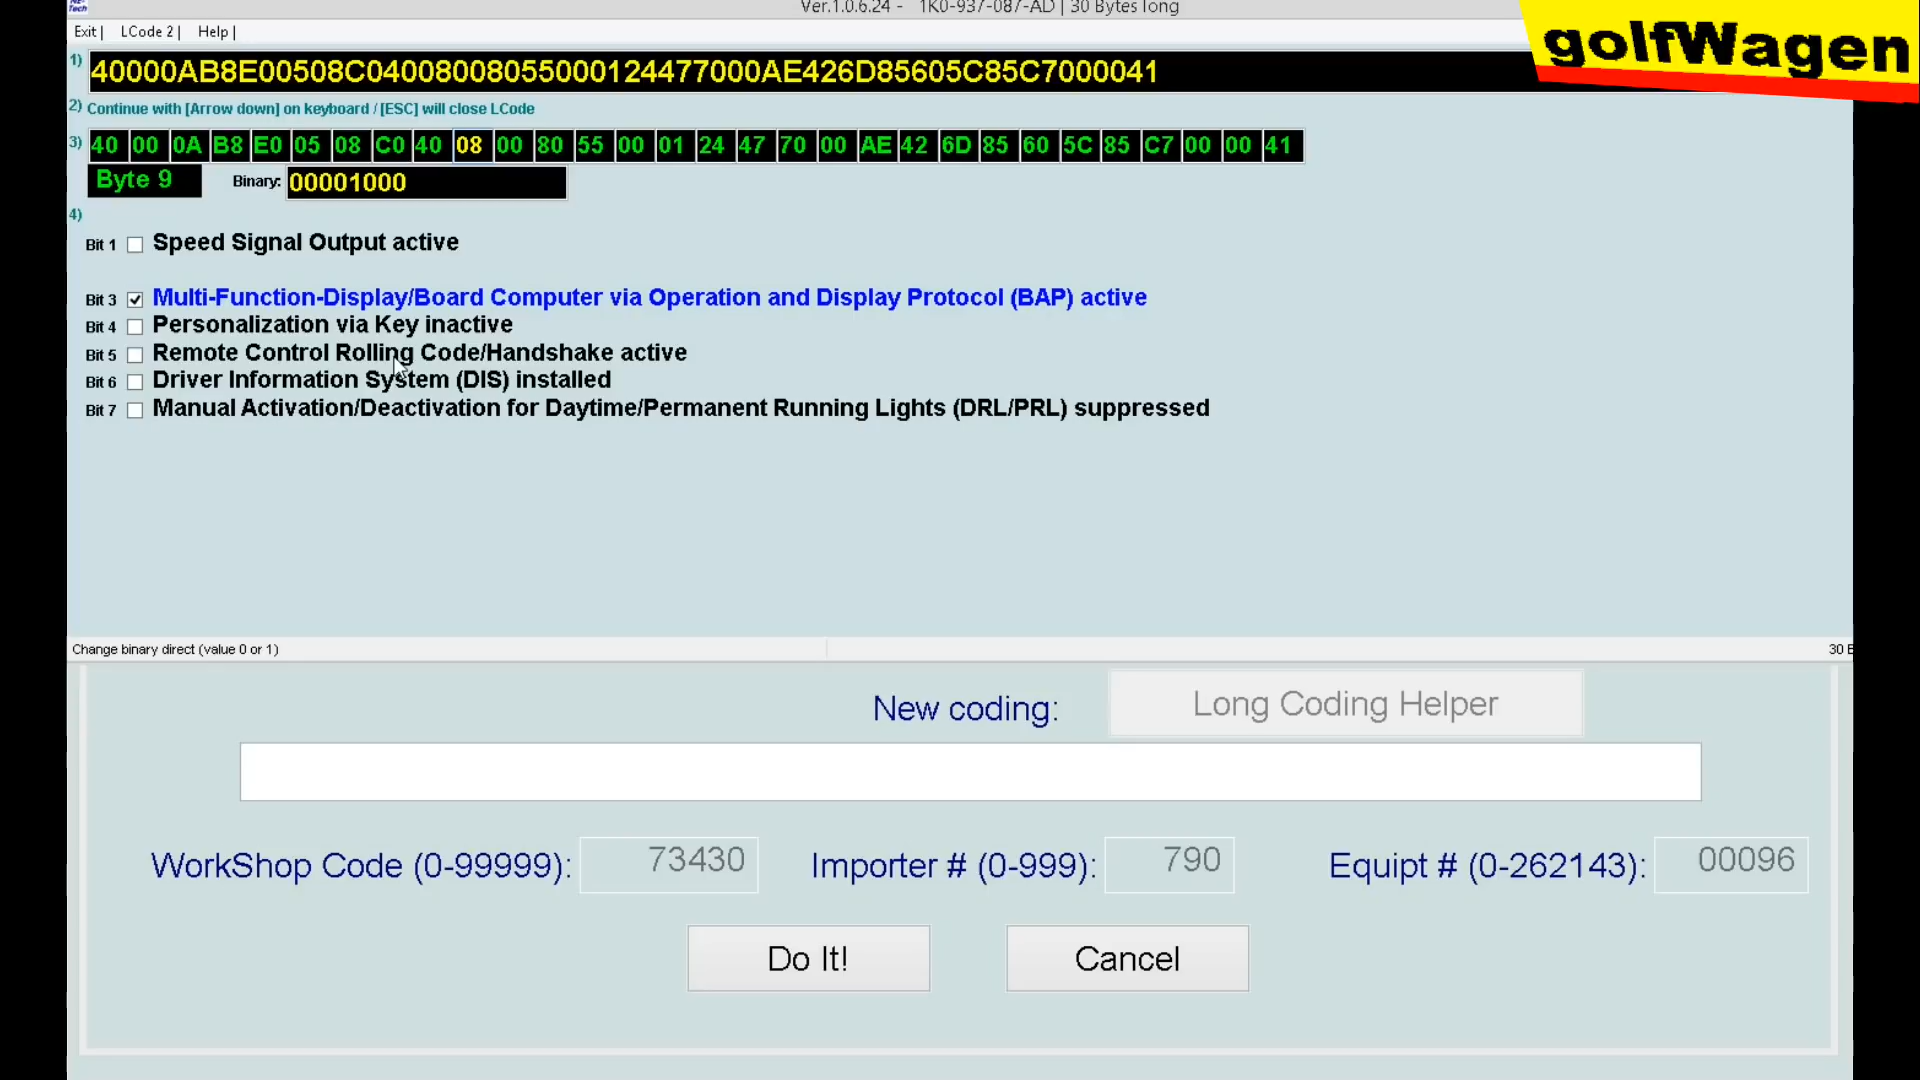 NE-Tech
Ver.1.0.6.24 - 1K0-937-087-AD | 30 Bytes long
Exit| LCode 2| Help|
golfWagen
1) 40000AB8E00508C04008008055000124477000AE426D85605C85C7000041
2) Continue with [Arrow down] on keyboard / [ESC] will close LCode
3) 40 00 0A B8 E0 05 08 C0 40 08 00 80 55 00 01 24 47 70 00 AE 42 6D 85 60 5C 85 C7 00 00 41
Byte 9 Binary: 00001000
4)
Bit 1 Speed Signal Output active
Bit 3 Multi-Function-Display/Board Computer via Operation and Display Protocol (BAP) active
Bit 4 Personalization via Key inactive
Bit 5 Remote Control Rolling Code/Handshake active
Bit 6 Driver Information System (DIS) installed
Bit 7 Manual Activation/Deactivation for Daytime/Permanent Running Lights (DRL/PRL) suppressed
Change binary direct (value 0 or 1) 30 B
New coding: Long Coding Helper
WorkShop Code (0-99999): 73430 Importer # (0-999): 790 Equipt # (0-262143): 00096
Do It! Cancel